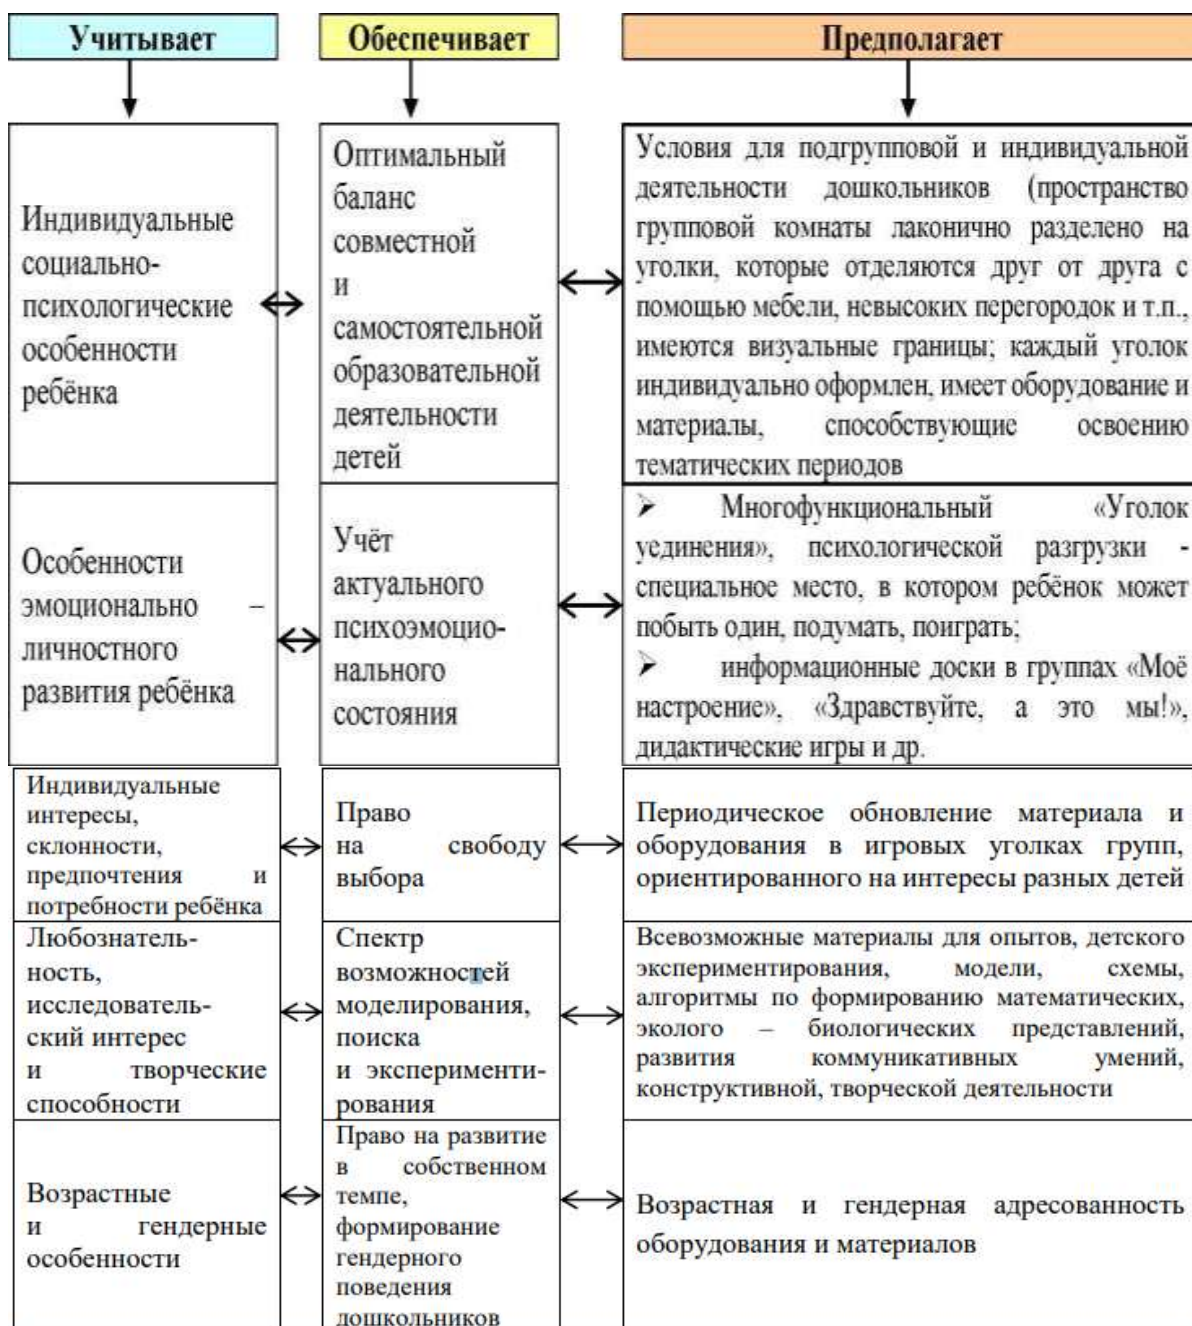 Учитывает
Обеспечивает
Предполагает
Индивидуальные
социально-
психологические
особенности
ребёнка
Оптимальный
баланс
совместной
и
самостоятельной
образовательной
деятельности
детей
Условия для подгрупповой и индивидуальной
деятельности дошкольников (пространство
групповой комнаты лаконично разделено на
уголки, которые отделяются друг от друга с
помощью мебели, невысоких перегородок и т.п.,
имеются визуальные границы; каждый уголок
индивидуально оформлен, имеет оборудование и
материалы, способствующие освоению
тематических периодов
Особенности
эмоционально –
личностного
развития ребёнка
Учёт
актуального
психоэмоцио-
нального
состояния
➢ Многофункциональный «Уголок
уединения», психологической разгрузки -
специальное место, в котором ребёнок может
побыть один, подумать, поиграть;
➢ информационные доски в группах «Моё
настроение», «Здравствуйте, а это мы!»,
дидактические игры и др.
Индивидуальные
интересы,
склонности,
предпочтения и
потребности ребёнка
Право
на свободу
выбора
Периодическое обновление материала и
оборудования в игровых уголках групп,
ориентированного на интересы разных детей
Любознатель-
ность,
исследователь-
ский интерес
и творческие
способности
Спектр
возможностей
моделирования,
поиска
и эксперименти-
рования
Всевозможные материалы для опытов, детского
экспериментирования, модели, схемы,
алгоритмы по формированию математических,
эколого – биологических представлений,
развития коммуникативных умений,
конструктивной, творческой деятельности
Возрастные
и гендерные
особенности
Право на развитие
в собственном
темпе,
формирование
гендерного
поведения
дошкольников
Возрастная и гендерная адресованность
оборудования и материалов